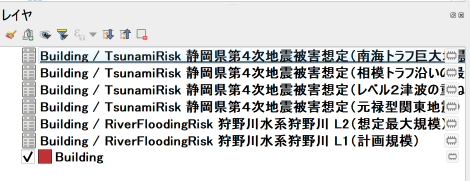 レイヤ
Building / TsunamiRisk 静岡県第４次地震被害想定（南海トラフ巨大
Building / TsunamiRisk 静岡県第４次地震被害想定（相模トラフ沿い
Building / TsunamiRisk 静岡県第４次地震被害想定（レベル２津波の
Building / TsunamiRisk 静岡県第４次地震被害想定（元禄型関東地
Building / RiverFloodingRisk 狩野川水系狩野川 L2（想定最大規模）
Building / RiverFloodingRisk 狩野川水系狩野川 L1（計画規模）
Building